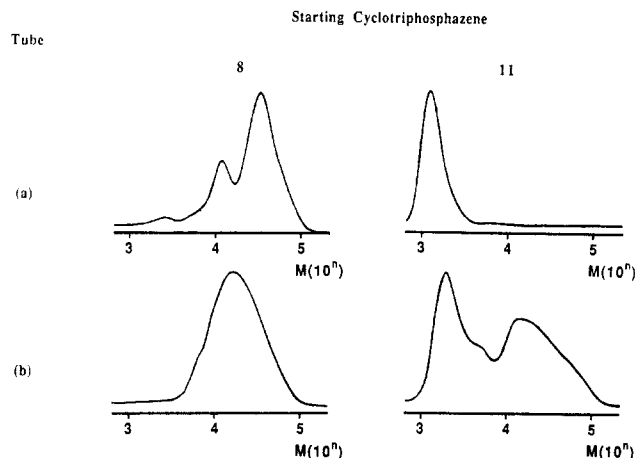 Starting Cyclotriphosphazene
Tube
8 11
(a)
3 4 5 3 4 5
M(10ⁿ) M(10ⁿ)
(b)
3 4 5 3 4 5
M(10ⁿ) M(10ⁿ)